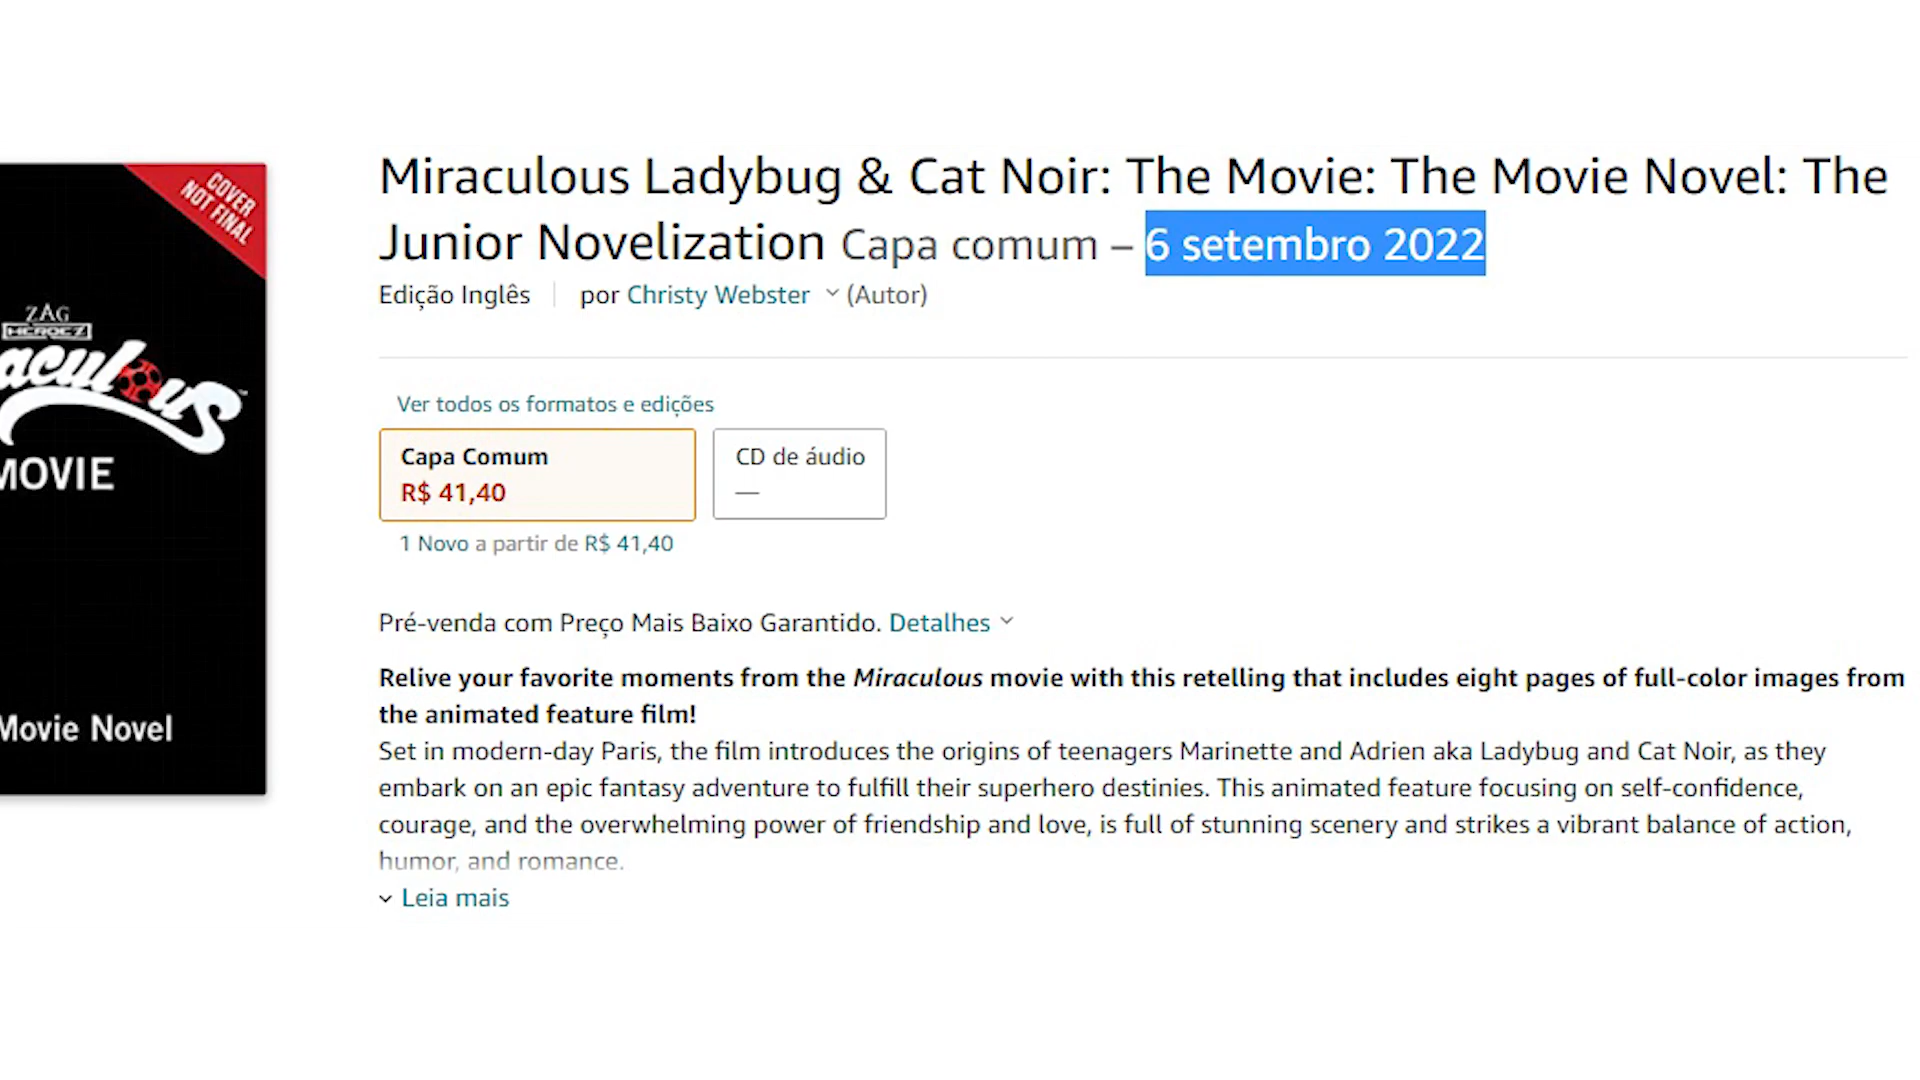 COVER
NOT FINAL
ZAG
HEROEZ
aculous
MOVIE
Movie Novel
Miraculous Ladybug & Cat Noir: The Movie: The Movie Novel: The
Junior Novelization Capa comum – 6 setembro 2022
Edição Inglês por Christy Webster (Autor)
Ver todos os formatos e edições
Capa Comum
R$ 41,40
CD de áudio
—
1 Novo a partir de R$ 41,40
Pré-venda com Preço Mais Baixo Garantido. Detalhes
Relive your favorite moments from the Miraculous movie with this retelling that includes eight pages of full-color images from
the animated feature film!
Set in modern-day Paris, the film introduces the origins of teenagers Marinette and Adrien aka Ladybug and Cat Noir, as they
embark on an epic fantasy adventure to fulfill their superhero destinies. This animated feature focusing on self-confidence,
courage, and the overwhelming power of friendship and love, is full of stunning scenery and strikes a vibrant balance of action,
humor, and romance.
Leia mais